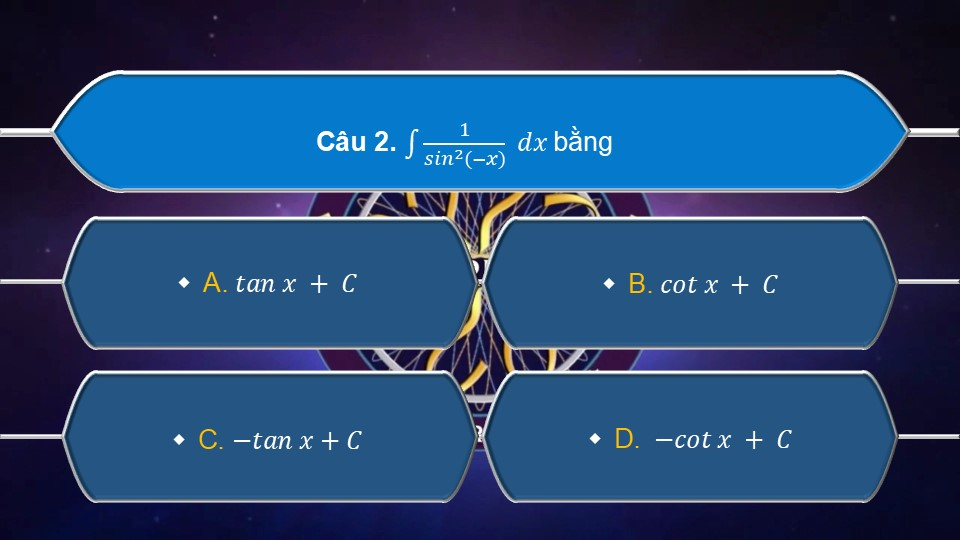 Câu 2. ∫ 1/sin²(−x) dx bằng
A. tan x + C
B. cot x + C
C. −tan x + C
D. −cot x + C